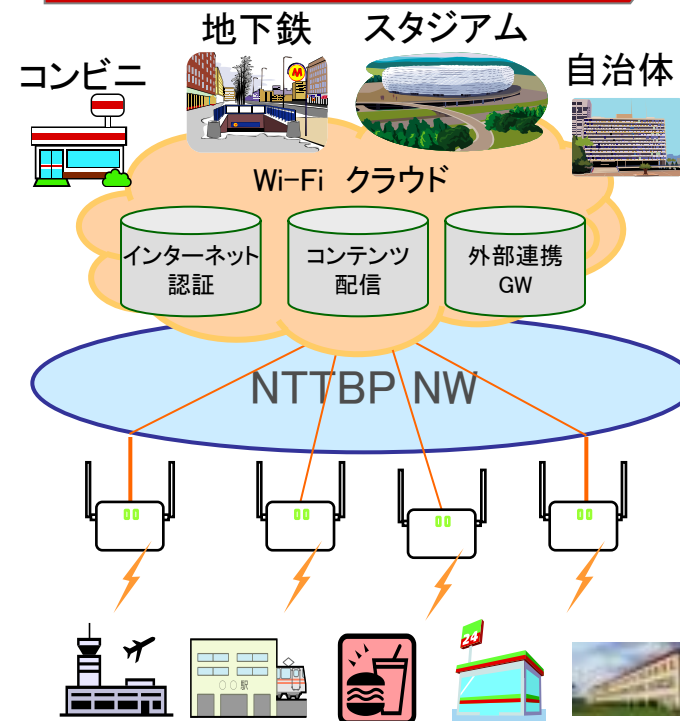 地下鉄
スタジアム
コンビニ
自治体
M
Wi-Fi クラウド
インターネット
認証
コンテンツ
配信
外部連携
GW
NTTBP NW
○○駅
24